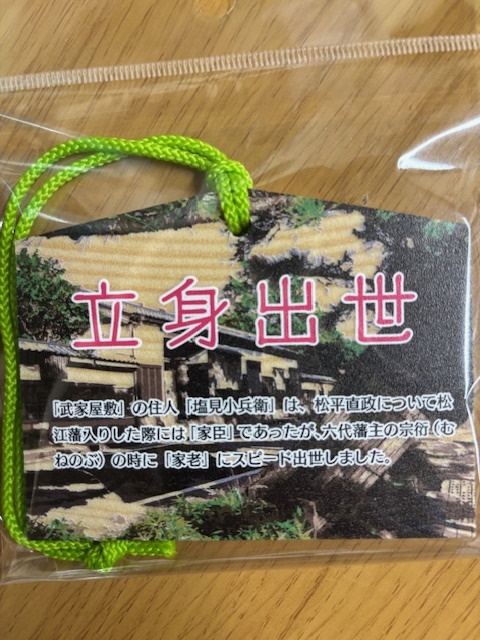 立身出世
『武家屋敷』の住人『塩見小兵衛』は、松平直政について松
江藩入りした際には、『家臣』であったが、六代藩主の宗衍（む
ねのぶ）の時に『家老』にスピード出世しました。